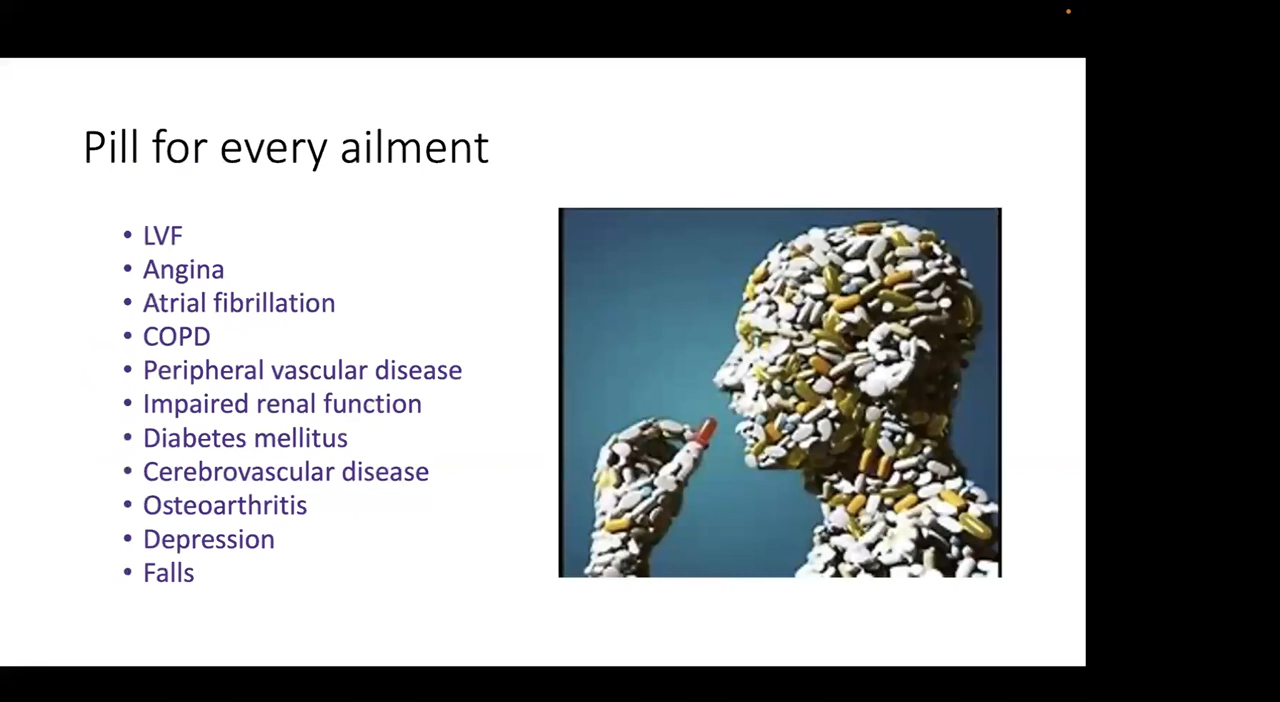 Pill for every ailment
• LVF
• Angina
• Atrial fibrillation
• COPD
• Peripheral vascular disease
• Impaired renal function
• Diabetes mellitus
• Cerebrovascular disease
• Osteoarthritis
• Depression
• Falls